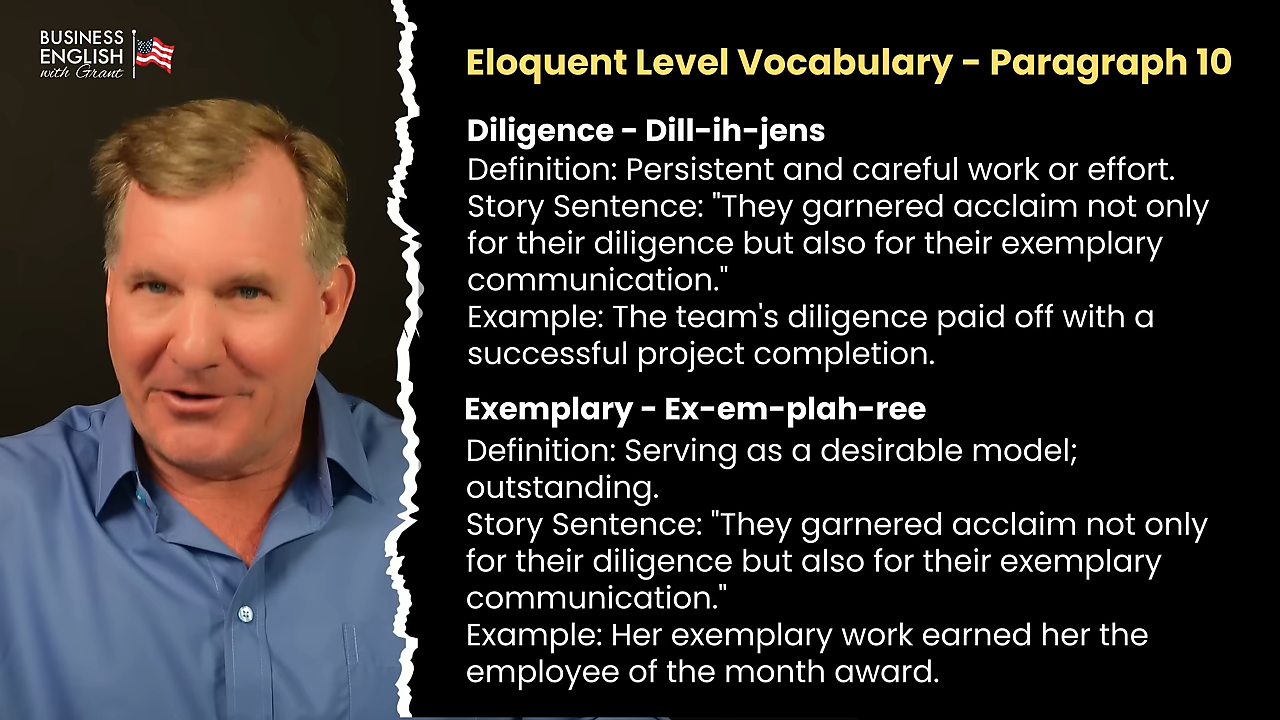 BUSINESS
ENGLISH
with Grant
Eloquent Level Vocabulary - Paragraph 10
Diligence - Dill-ih-jens
Definition: Persistent and careful work or effort.
Story Sentence: "They garnered acclaim not only
for their diligence but also for their exemplary
communication."
Example: The team's diligence paid off with a
successful project completion.
Exemplary - Ex-em-plah-ree
Definition: Serving as a desirable model;
outstanding.
Story Sentence: "They garnered acclaim not only
for their diligence but also for their exemplary
communication."
Example: Her exemplary work earned her the
employee of the month award.